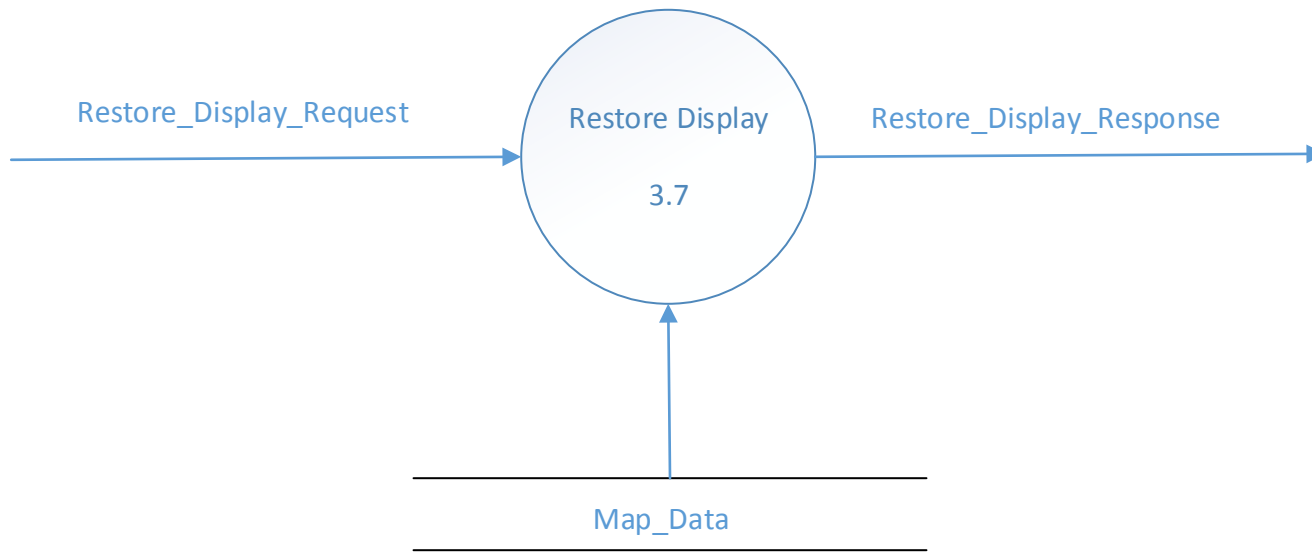 Restore_Display_Request
Restore Display
3.7
Restore_Display_Response
Map_Data